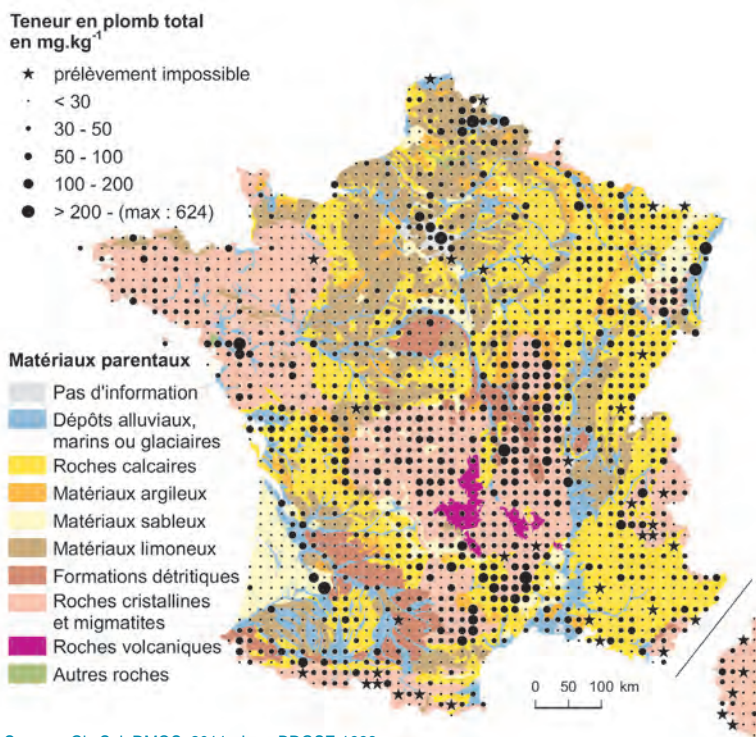 Teneur en plomb total
en mg.kg-1
★ prélèvement impossible
< 30
30 - 50
50 - 100
100 - 200
> 200 - (max : 624)
Matériaux parentaux
Pas d'information
Dépôts alluviaux,
marins ou glaciaires
Roches calcaires
Matériaux argileux
Matériaux sableux
Matériaux limoneux
Formations détritiques
Roches cristallines
et migmatites
Roches volcaniques
Autres roches
0 50 100 km